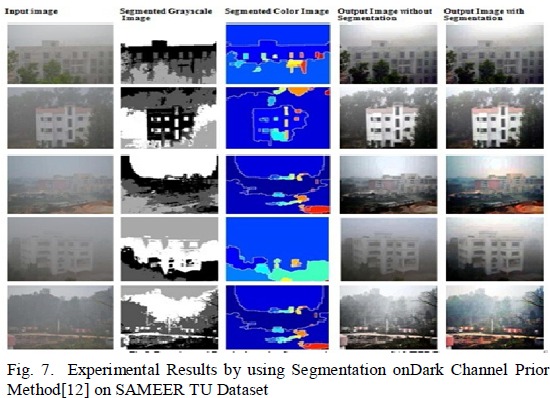 Input image
Segmented Grayscale
Image
Segmented Color Image
Output Image without
Segmentation
Output Image with
Segmentation
Fig. 7. Experimental Results by using Segmentation onDark Channel Prior
Method[12] on SAMEER TU Dataset